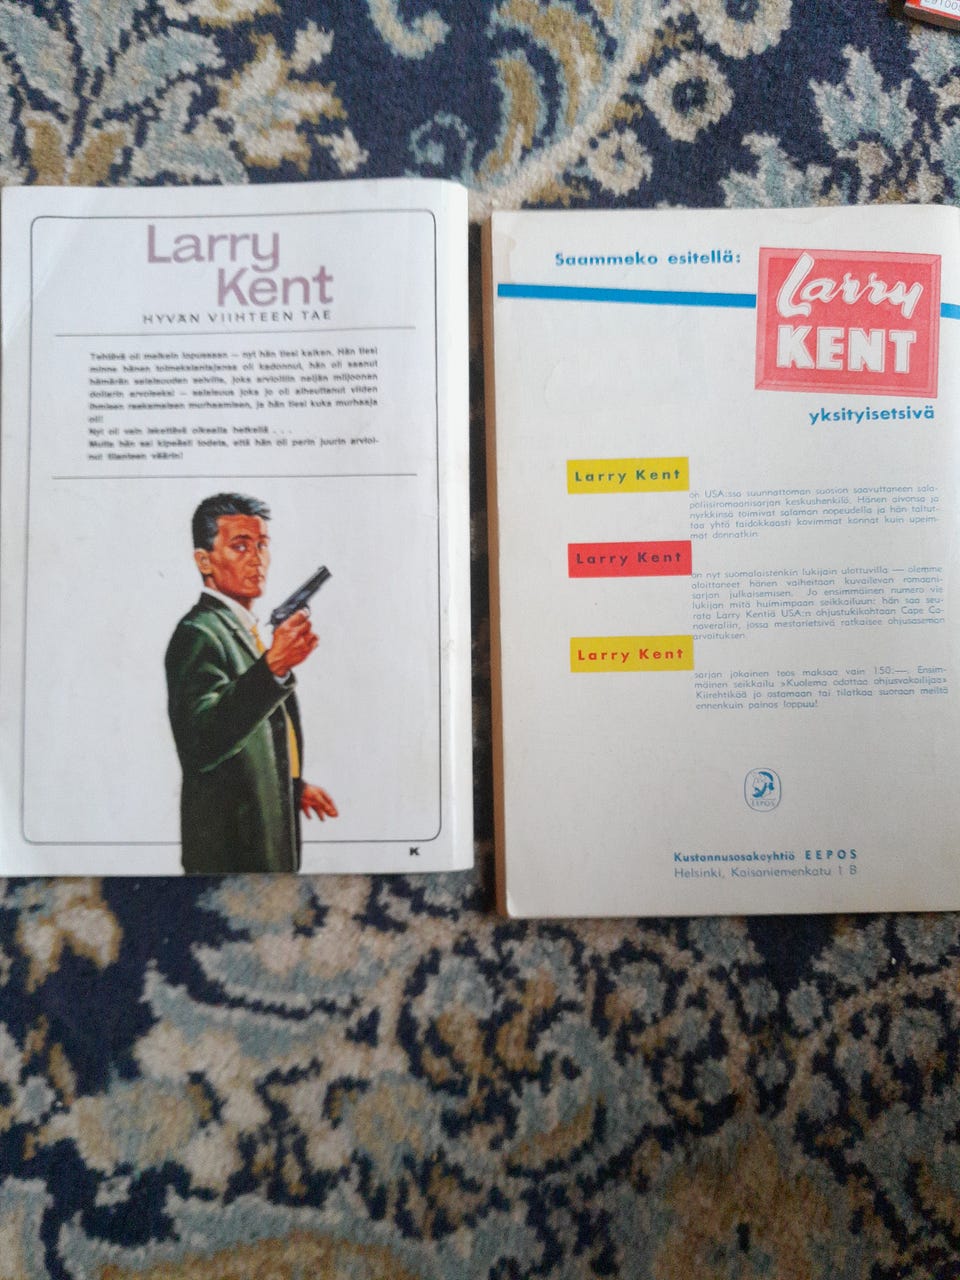 Larry
Kent
HYVÄN VIIHTEEN TAE
Tehtävä oli melkein lopussaan — nyt hän tiesi kaiken. Hän tiesi
minne hänen toimeksiantajansa oli kadonnut, hän oli saanut
hämärän salaisuuden selville, joka arvioitiin neljän miljoonan
dollarin arvoiseksi — salaisuus joka jo oli aiheuttanut viiden
ihmisen raakamaisen murhaamisen, ja hän tiesi kuka murhaaja
oli!
Nyt oli vain iskettävä oikealla hetkellä . . .
Mutta hän sai kipeästi todeta, että hän oli perin juurin arvioi-
nut tilanteen väärin!
K
Saammeko esitellä:
Larry
KENT
yksityisetsivä
Larry Kent
on USA:ssa suunnattoman suosion saavuttaneen sala-
poliisiromaanisarjan keskushenkilö. Hänen aivonsa ja
nyrkkinsä toimivat salaman nopeudella ja hän taltut-
taa yhtä taidokkaasti kovimmat konnat kuin upeim-
mat donnatkin
Larry Kent
on nyt suomalaistenkin lukijain ulottuvilla — olemme
aloittaneet hänen vaiheitaan kuvailevan romaani-
sarjan julkaisemisen. Jo ensimmäinen numero vie
lukijan mitä huimimpaan seikkailuun: hän saa seu-
rata Larry Kentiä USA:n ohjustukikohtaan Cape Ca-
naveraliin, jossa mestarietsivä ratkaisee ohjusaseman
arvoituksen.
Larry Kent
sarjan jokainen teos maksaa vain 150:—. Ensim-
mäinen seikkailu »Kuolema odottaa ohjusvakoilijaa»
Kiirehtikää jo ostamaan tai tilatkaa suoraan meiltä
ennenkuin painos loppuu!
EEPOS
Kustannusosakeyhtiö EEPOS
Helsinki, Kaisaniemenkatu 1 B